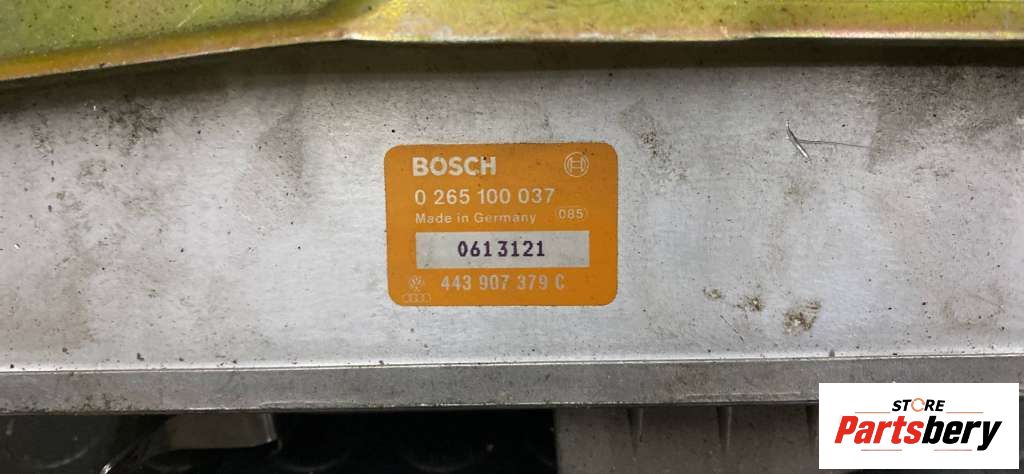 BOSCH
0 265 100 037
Made in Germany 085
0613121
443 907 379 C
STORE
Partsbery